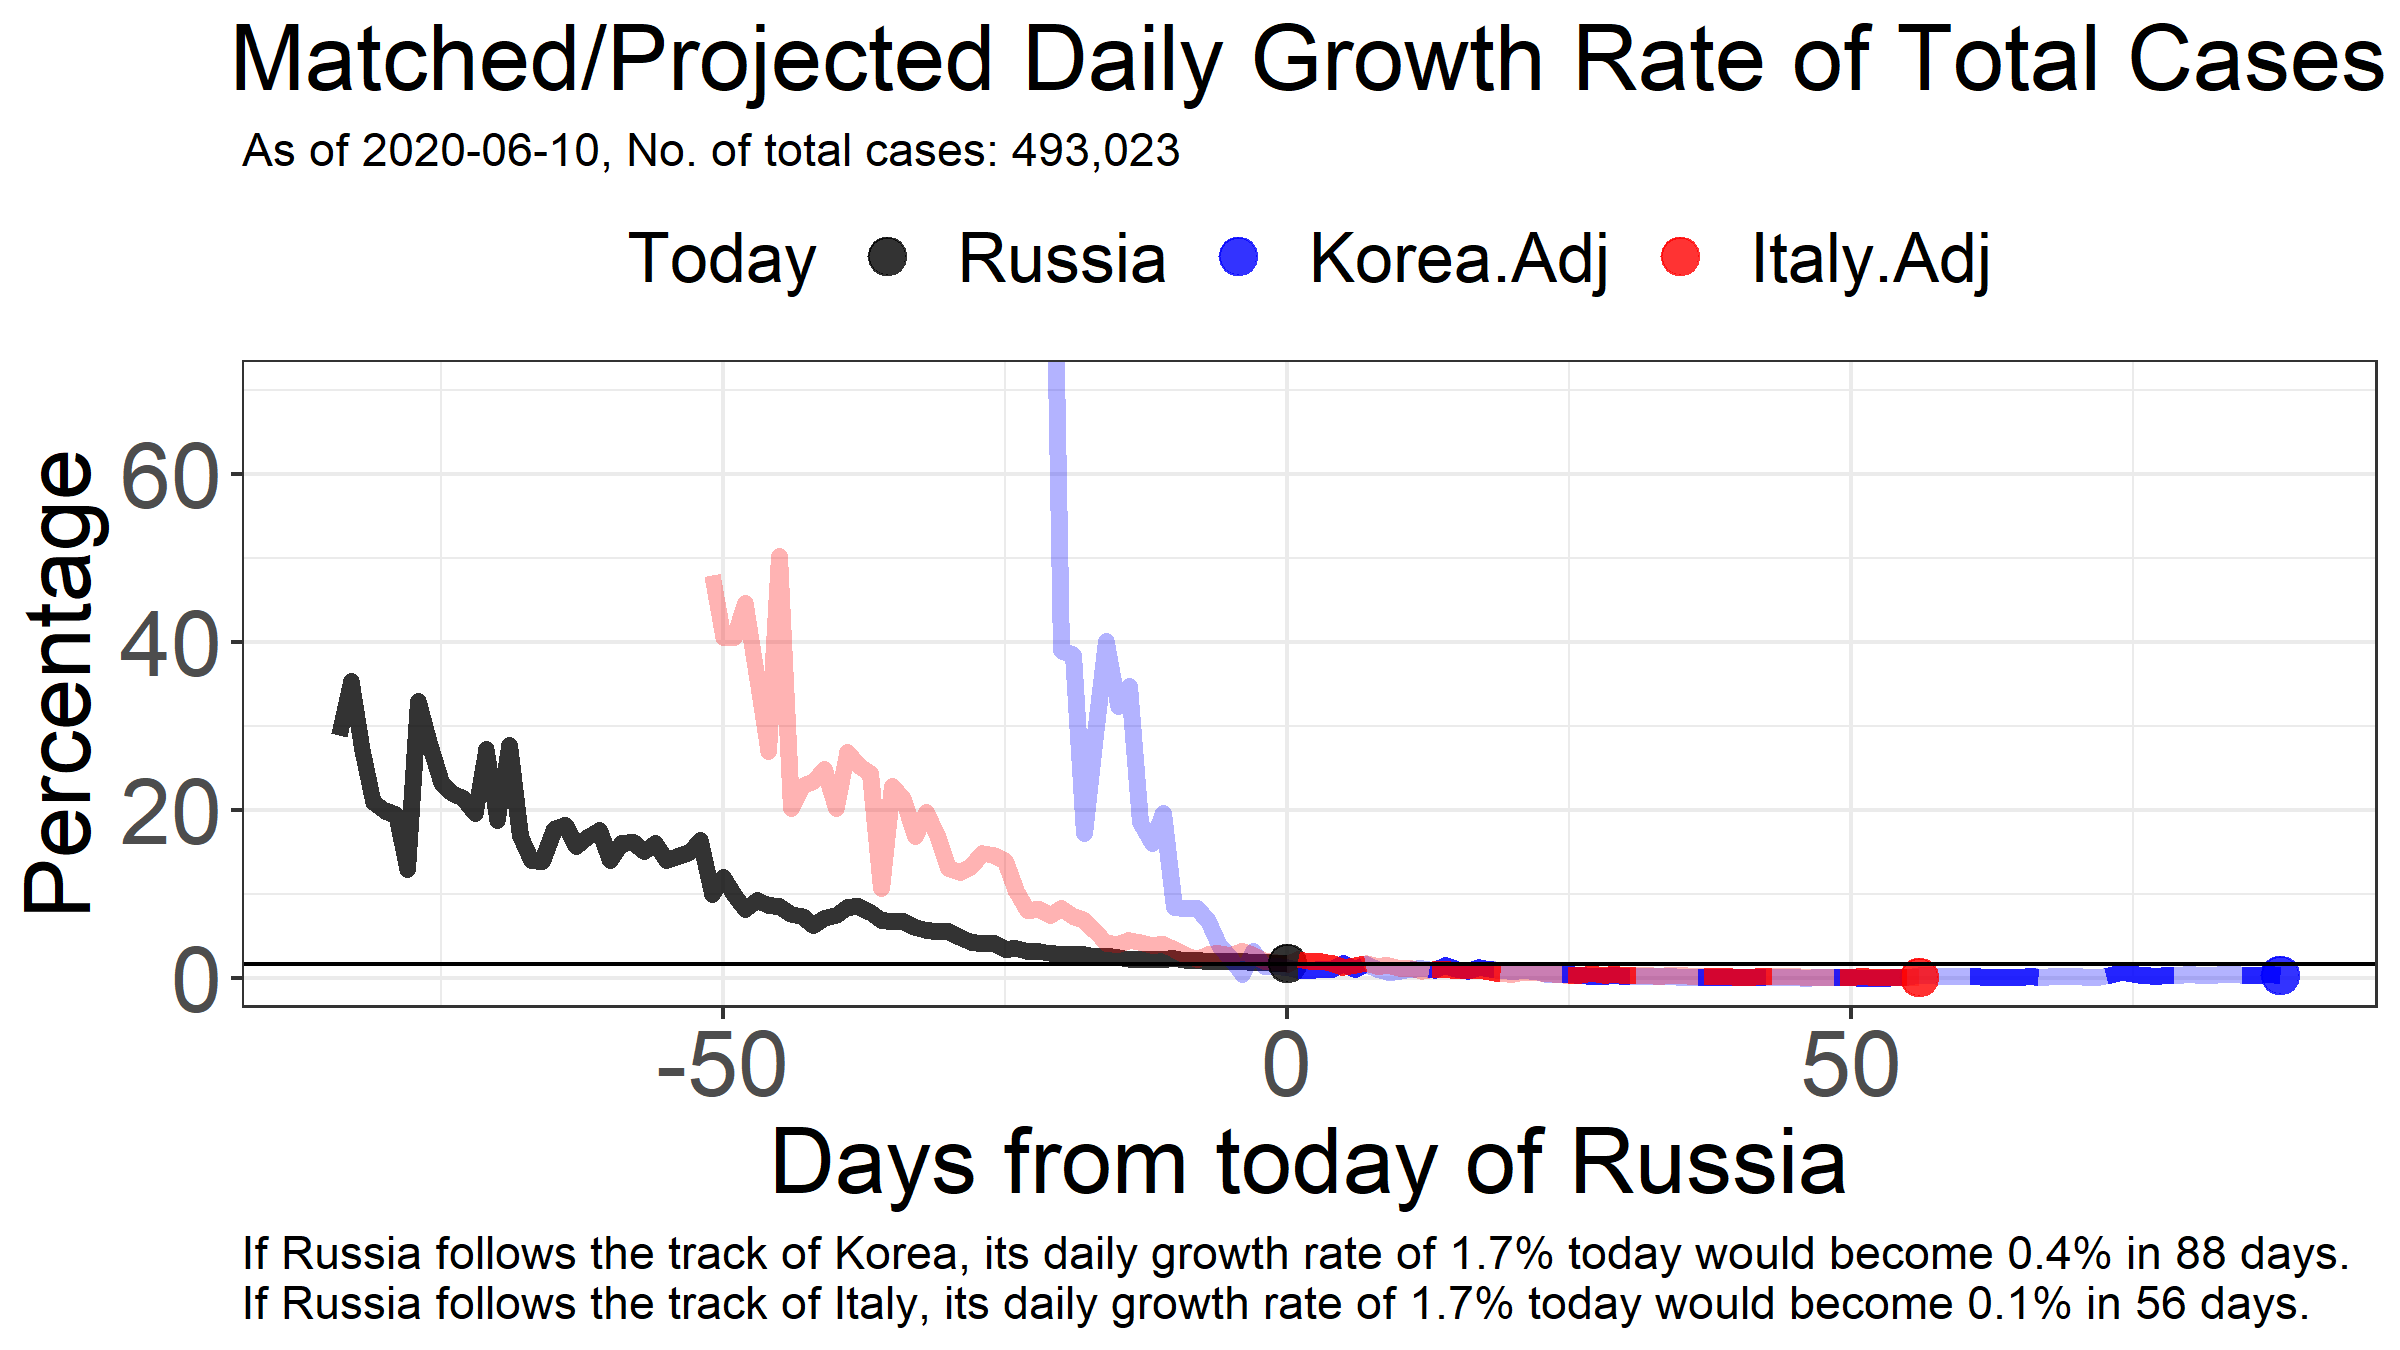 Matched/Projected Daily Growth Rate of Total Cases
As of 2020-06-10, No. of total cases: 493,023
Today Russia Korea.Adj Italy.Adj
Percentage
60
40
20
0
-50 0 50
Days from today of Russia
If Russia follows the track of Korea, its daily growth rate of 1.7% today would become 0.4% in 88 days.
If Russia follows the track of Italy, its daily growth rate of 1.7% today would become 0.1% in 56 days.